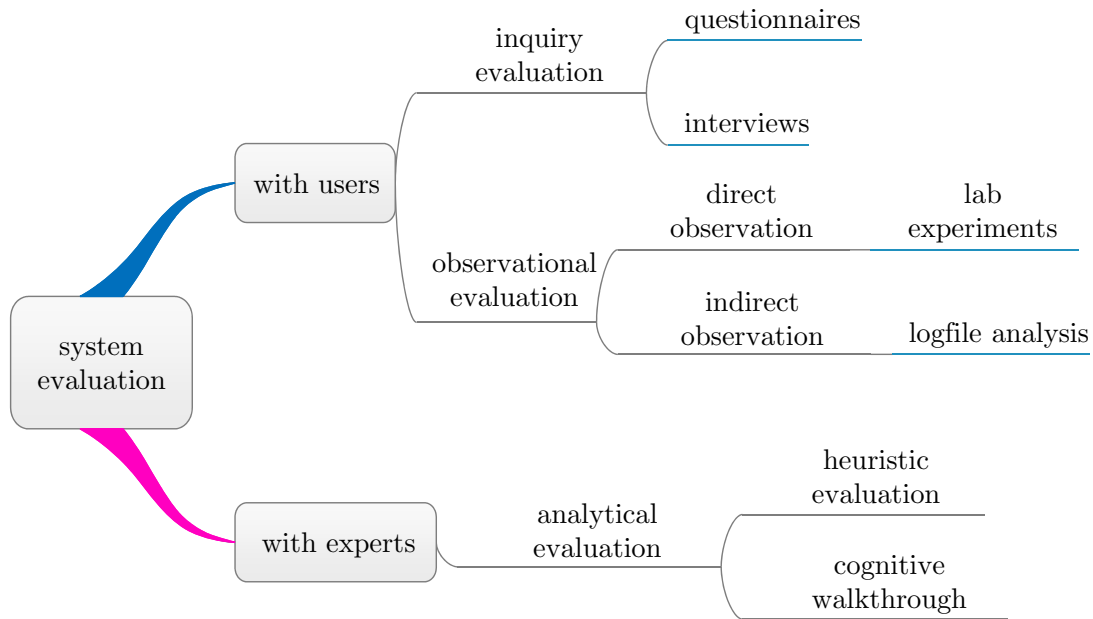 system
evaluation
with users
inquiry
evaluation
questionnaires
interviews
observational
evaluation
direct
observation
lab
experiments
indirect
observation
logfile analysis
with experts
analytical
evaluation
heuristic
evaluation
cognitive
walkthrough